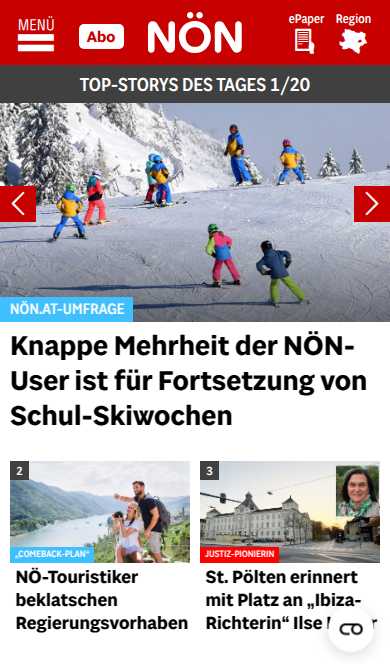 MENÜ
Abo
NÖN
ePaper
Region
TOP-STORYS DES TAGES 1/20
NÖN.AT-UMFRAGE
Knappe Mehrheit der NÖN-
User ist für Fortsetzung von
Schul-Skiwochen
2
„COMEBACK-PLAN“
NÖ-Touristiker
beklatschen
Regierungsvorhaben
3
JUSTIZ-PIONIERIN
St. Pölten erinnert
mit Platz an „Ibiza-
Richterin“ Ilse